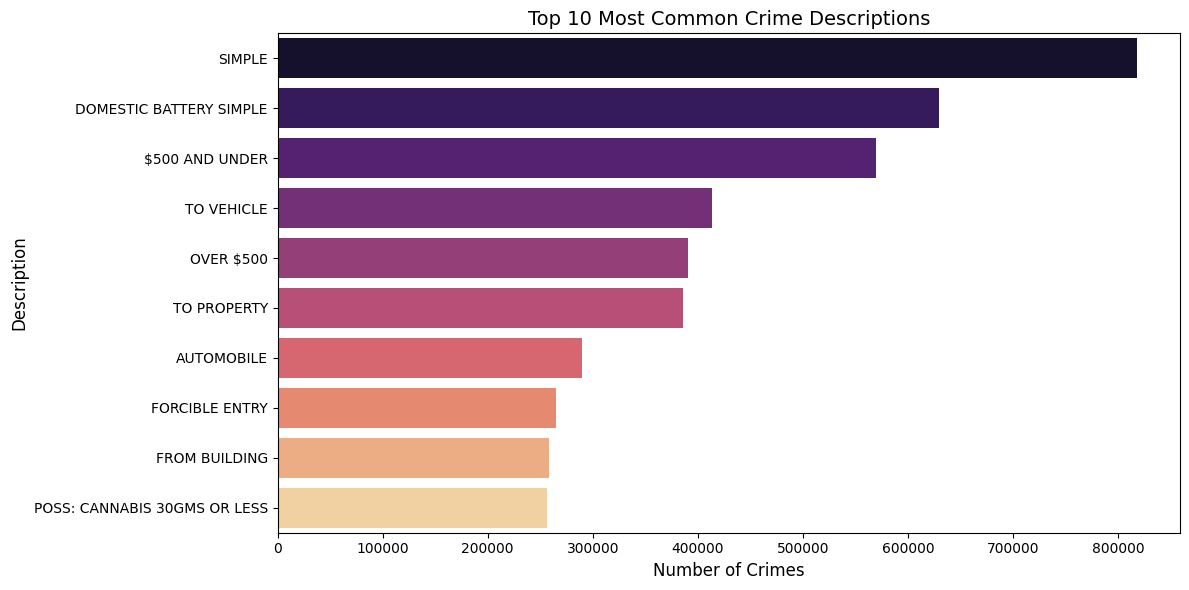 Top 10 Most Common Crime Descriptions
Description
SIMPLE
DOMESTIC BATTERY SIMPLE
$500 AND UNDER
TO VEHICLE
OVER $500
TO PROPERTY
AUTOMOBILE
FORCIBLE ENTRY
FROM BUILDING
POSS: CANNABIS 30GMS OR LESS
0 100000 200000 300000 400000 500000 600000 700000 800000
Number of Crimes